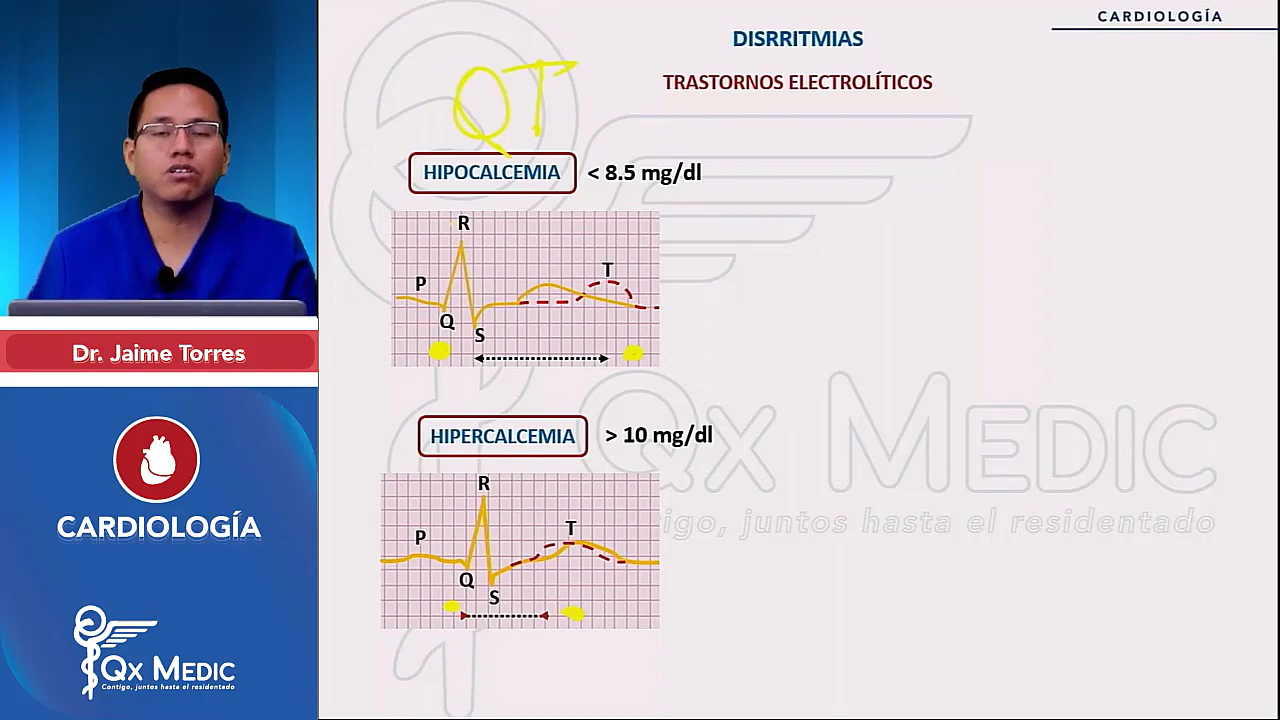 CARDIOLOGÍA
DISRRITMIAS
TRASTORNOS ELECTROLÍTICOS
QT
HIPOCALCEMIA < 8.5 mg/dl
R
P
T
Q
S
Dr. Jaime Torres
HIPERCALCEMIA > 10 mg/dl
R
P
T
Q
S
CARDIOLOGÍA
Qx MEDIC
Contigo, juntos hasta el residentado
Qx MEDIC
tigo, juntos hasta el residentado